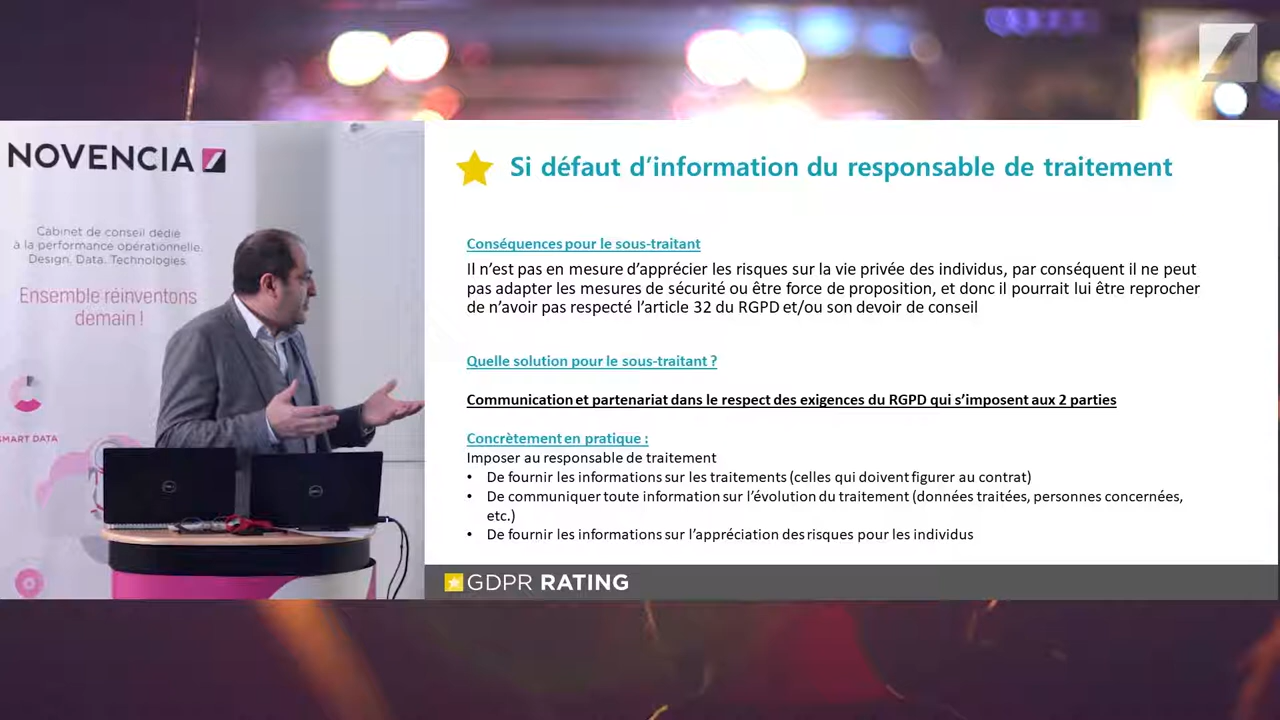 NOVENCIA
Cabinet de conseil dédié
à la performance opérationnelle.
Design. Data. Technologies.
Ensemble réinventons
demain !
SMART DATA
Si défaut d’information du responsable de traitement
Conséquences pour le sous-traitant
Il n’est pas en mesure d’apprécier les risques sur la vie privée des individus, par conséquent il ne peut
pas adapter les mesures de sécurité ou être force de proposition, et donc il pourrait lui être reprocher
de n’avoir pas respecté l’article 32 du RGPD et/ou son devoir de conseil
Quelle solution pour le sous-traitant ?
Communication et partenariat dans le respect des exigences du RGPD qui s’imposent aux 2 parties
Concrètement en pratique :
Imposer au responsable de traitement
• De fournir les informations sur les traitements (celles qui doivent figurer au contrat)
• De communiquer toute information sur l’évolution du traitement (données traitées, personnes concernées,
etc.)
• De fournir les informations sur l’appréciation des risques pour les individus
GDPR RATING